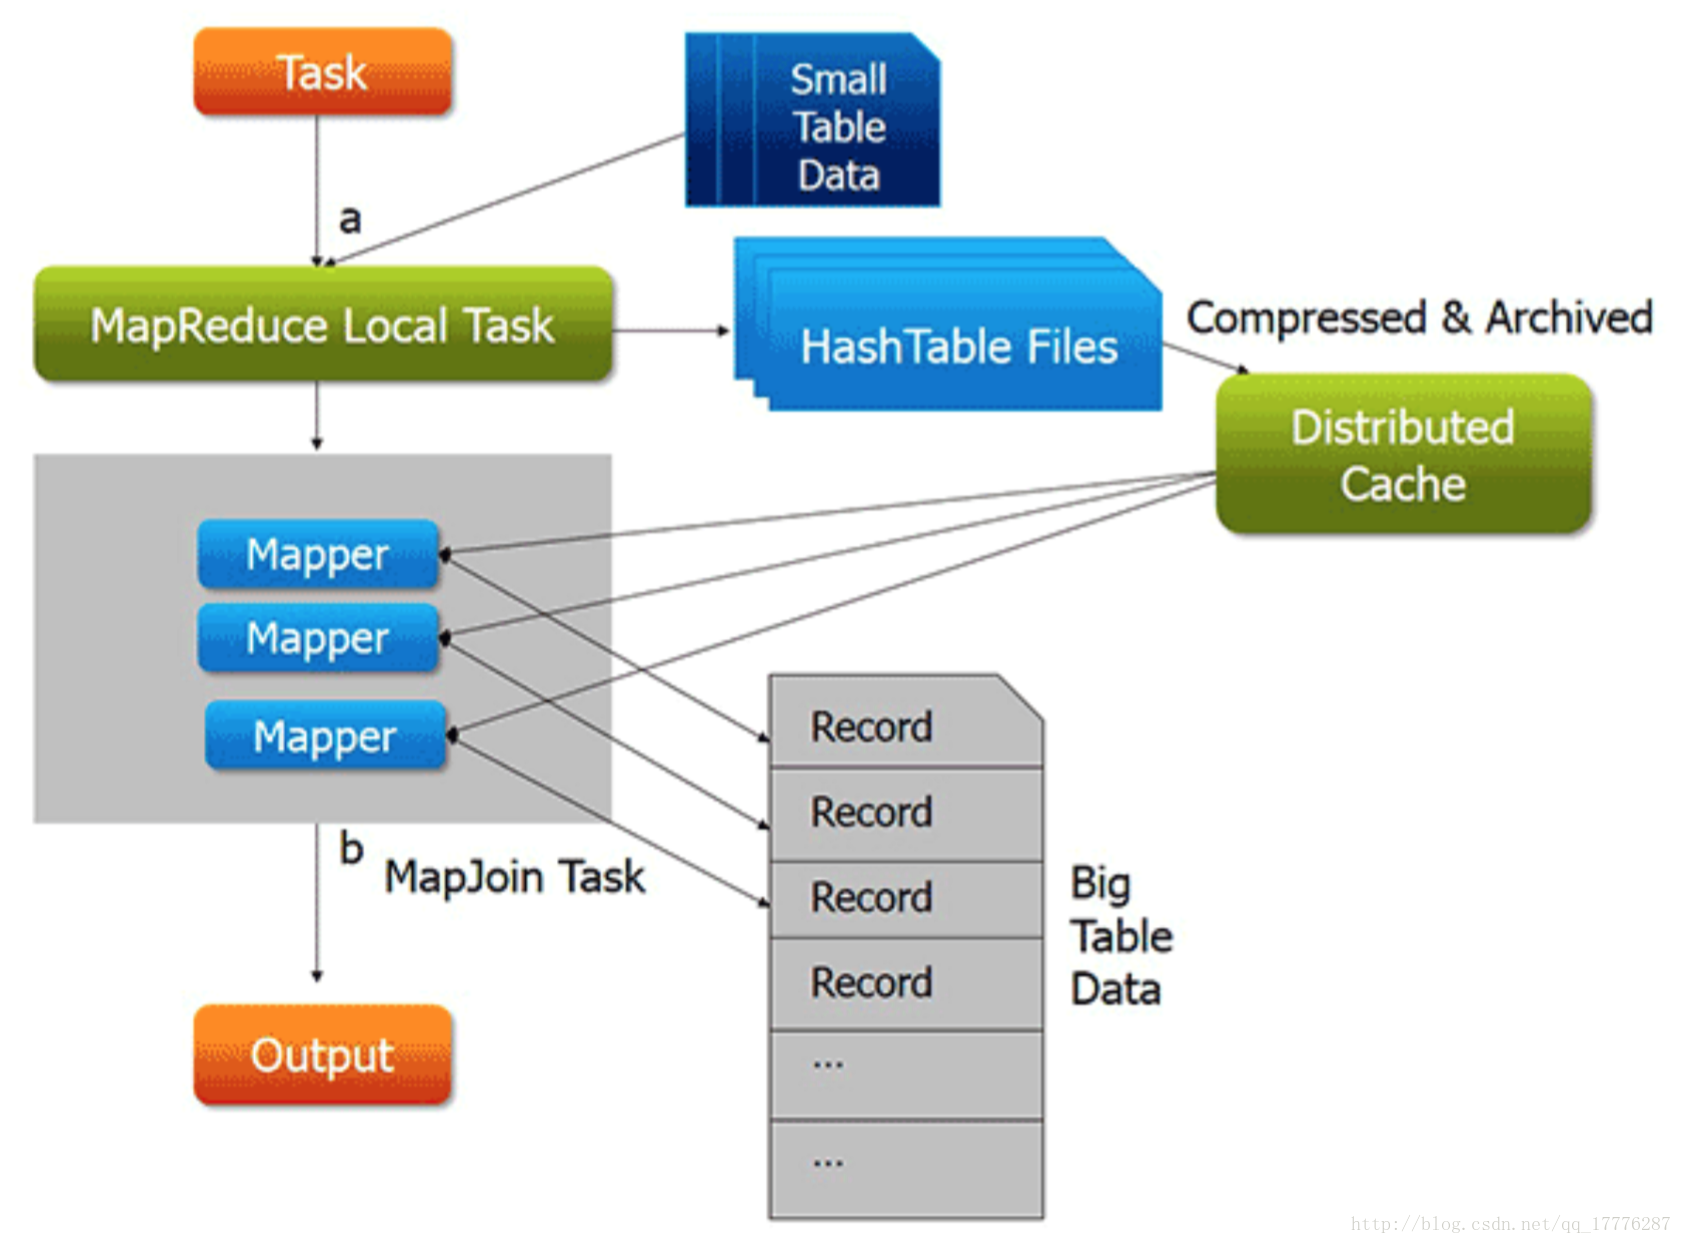 Task
Small
Table
Data
a
MapReduce Local Task
HashTable Files
Compressed & Archived
Distributed
Cache
Mapper
Mapper
Mapper
b
MapJoin Task
Record
Record
Record
Record
...
...
Big
Table
Data
Output
http://blog.csdn.net/qq_17776287